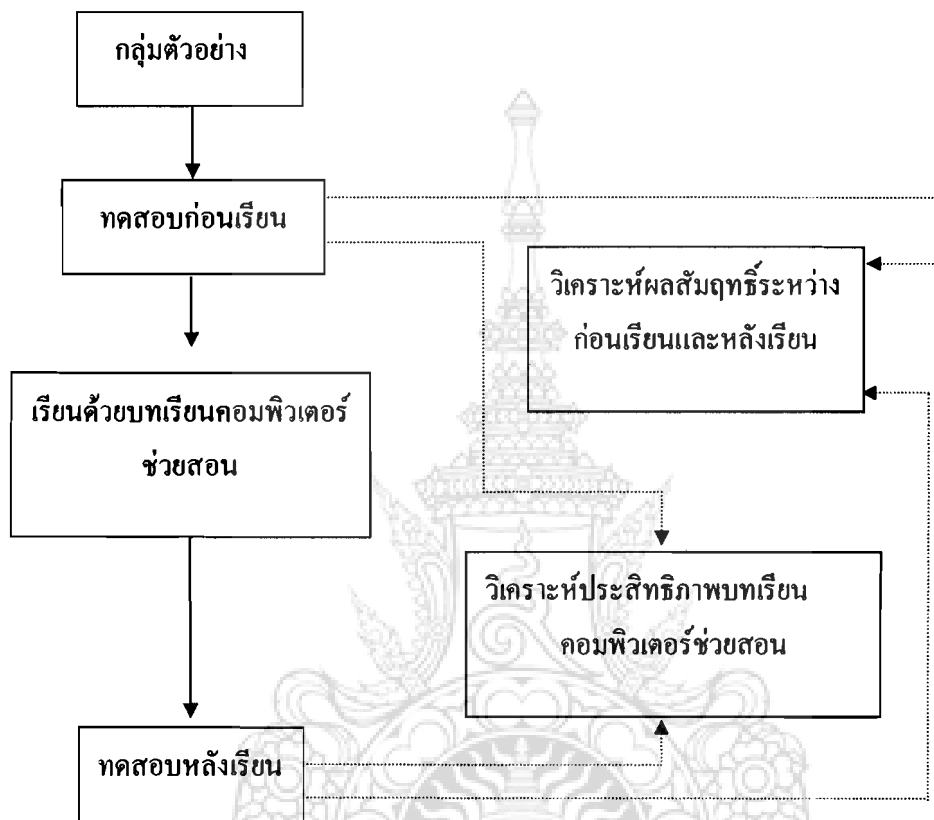 กลุ่มตัวอย่าง
ทดสอบก่อนเรียน
วิเคราะห์ผลสัมฤทธิ์ระหว่าง
ก่อนเรียนและหลังเรียน
เรียนด้วยบทเรียนคอมพิวเตอร์
ช่วยสอน
วิเคราะห์ประสิทธิภาพบทเรียน
คอมพิวเตอร์ช่วยสอน
ทดสอบหลังเรียน